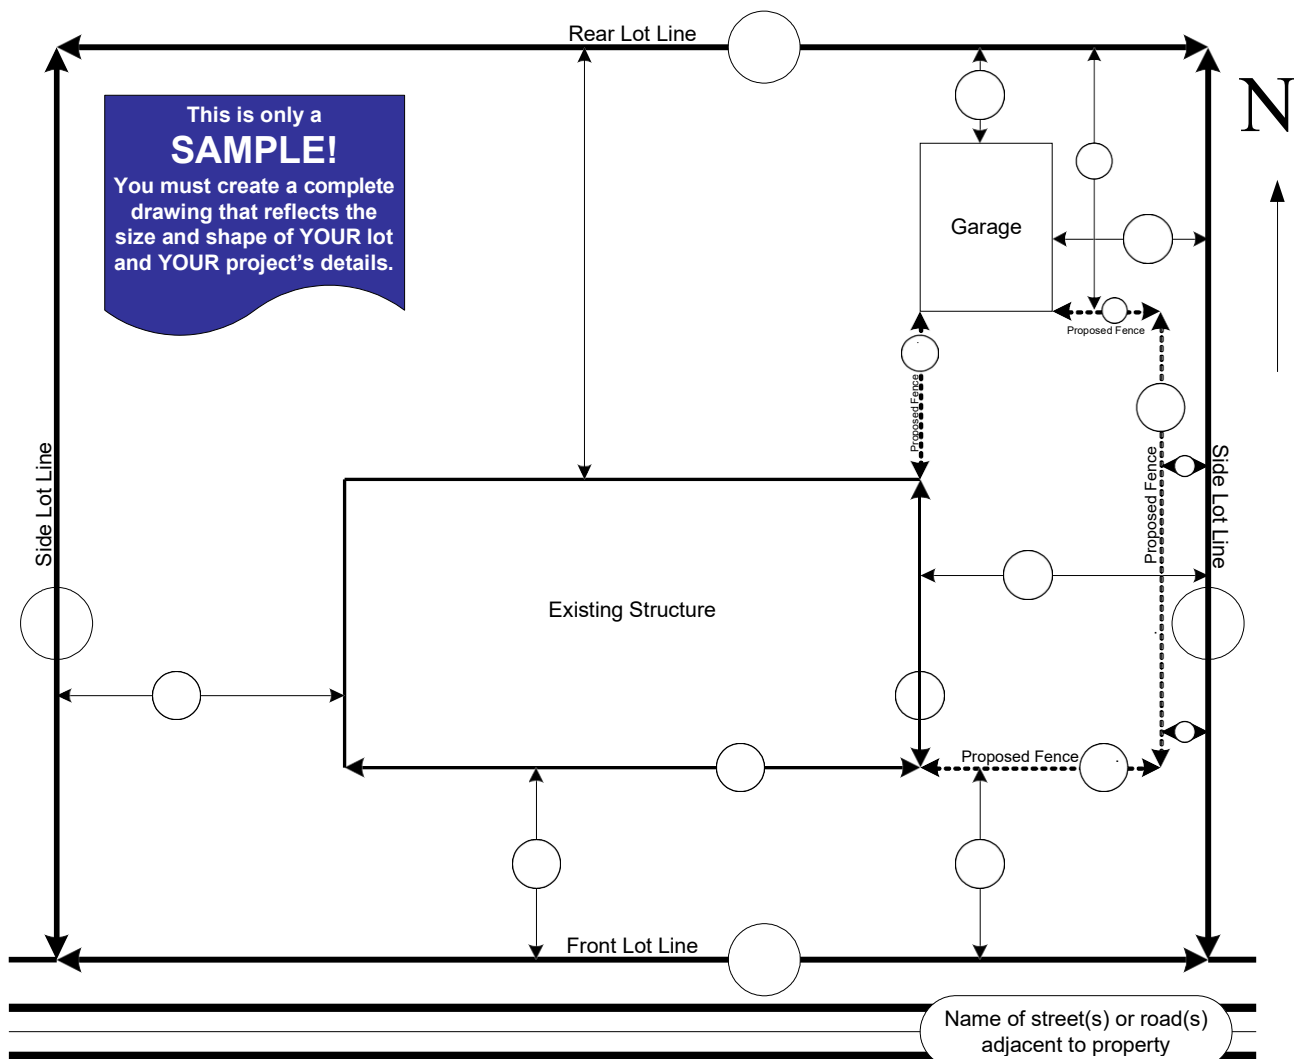 Rear Lot Line
This is only a
SAMPLE!
You must create a complete
drawing that reflects the
size and shape of YOUR lot
and YOUR project’s details.
N
Garage
Proposed Fence
Proposed Fence
Side Lot Line
Proposed Fence
Side Lot Line
Existing Structure
Proposed Fence
Front Lot Line
Name of street(s) or road(s)
adjacent to property